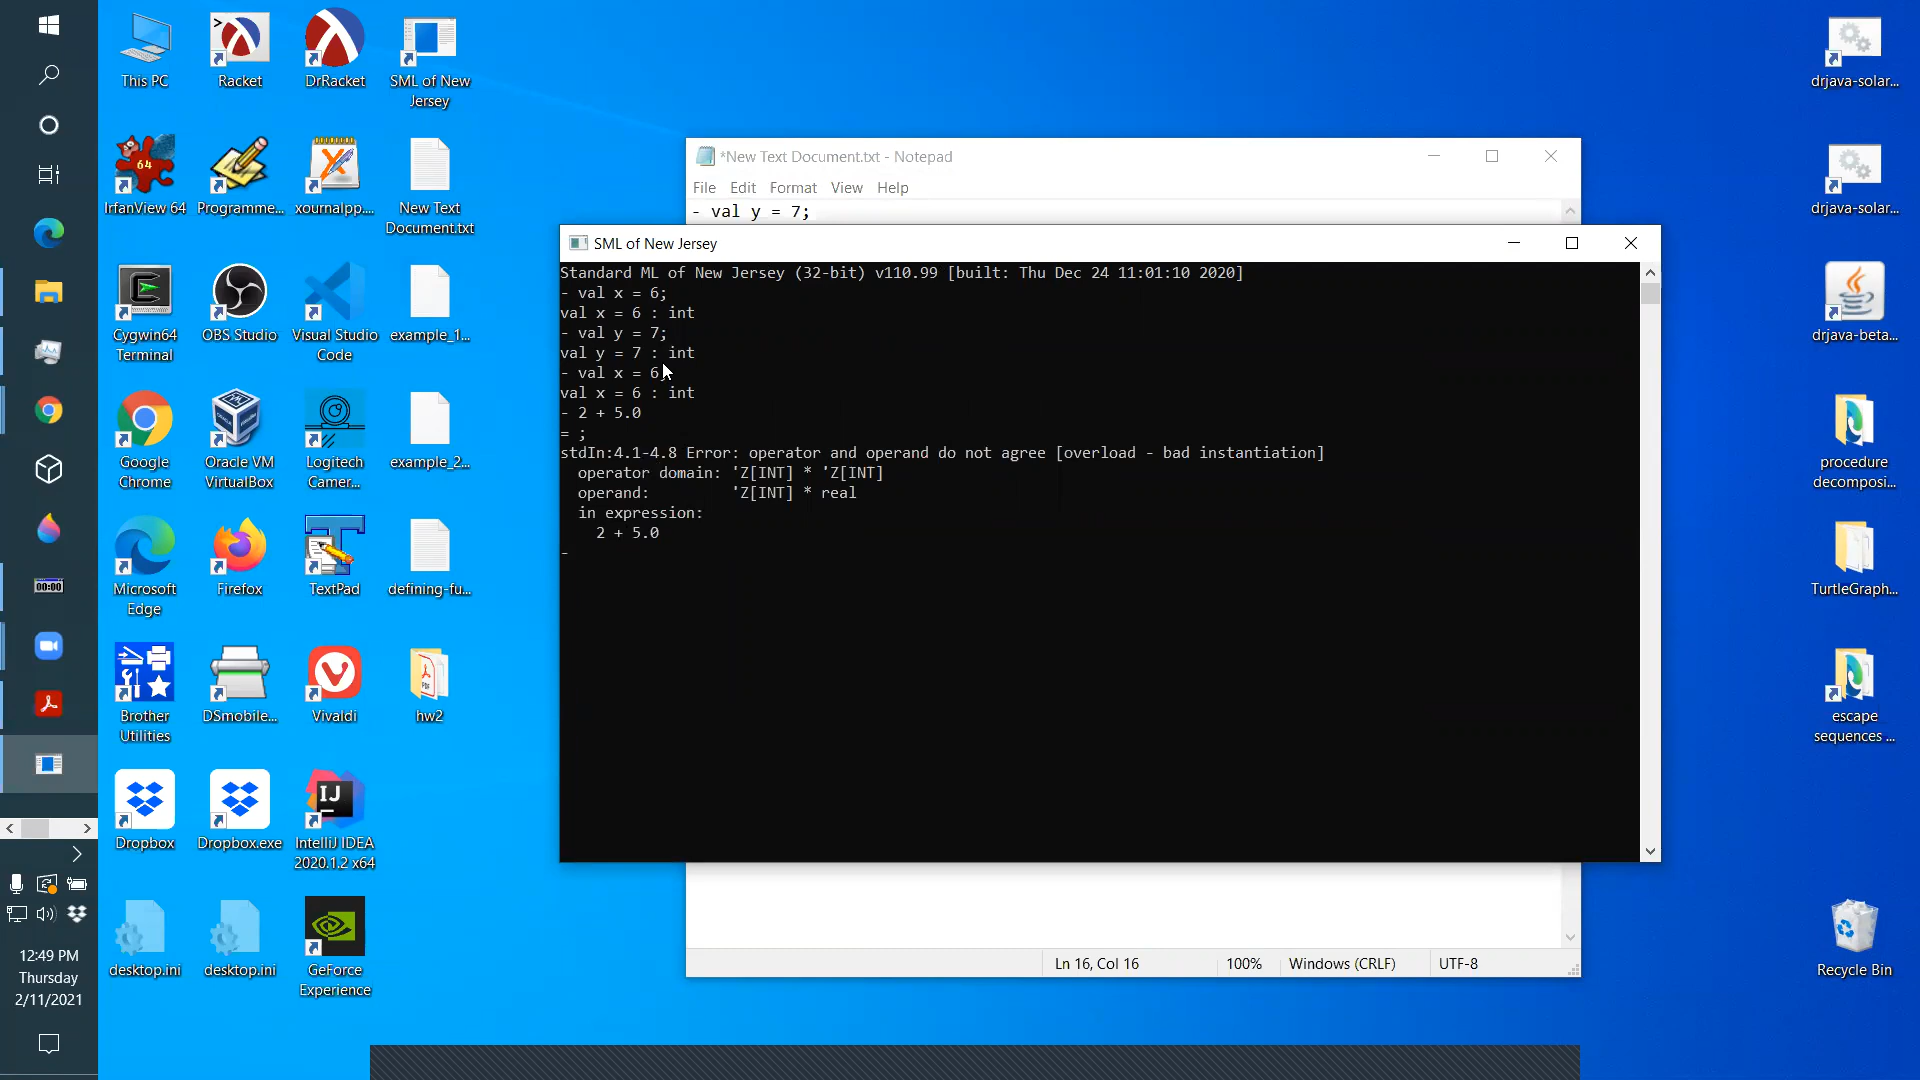 This PC
Racket
DrRacket
SML of New
Jersey
IrfanView 64
Programme...
xournalpp....
New Text
Document.txt
Cygwin64
Terminal
OBS Studio
Visual Studio
Code
example_1...
Google
Chrome
Oracle VM
VirtualBox
Logitech
Camer...
example_2...
Microsoft
Edge
Firefox
TextPad
defining-fu...
Brother
Utilities
DSmobile...
Vivaldi
hw2
Dropbox
Dropbox.exe
IntelliJ IDEA
2020.1.2 x64
desktop.ini
desktop.ini
GeForce
Experience
64
PDF
IJ
00:00
12:49 PM
Thursday
2/11/2021
*New Text Document.txt - Notepad
File Edit Format View Help
- val y = 7;
SML of New Jersey
Standard ML of New Jersey (32-bit) v110.99 [built: Thu Dec 24 11:01:10 2020]
- val x = 6;
val x = 6 : int
- val y = 7;
val y = 7 : int
- val x = 6;
val x = 6 : int
- 2 + 5.0
= ;
stdIn:4.1-4.8 Error: operator and operand do not agree [overload - bad instantiation]
operator domain: 'Z[INT] * 'Z[INT]
operand: 'Z[INT] * real
in expression:
2 + 5.0
-
Ln 16, Col 16
100%
Windows (CRLF)
UTF-8
drjava-solar...
drjava-solar...
drjava-beta...
procedure
decomposi...
TurtleGraph...
escape
sequences ...
Recycle Bin